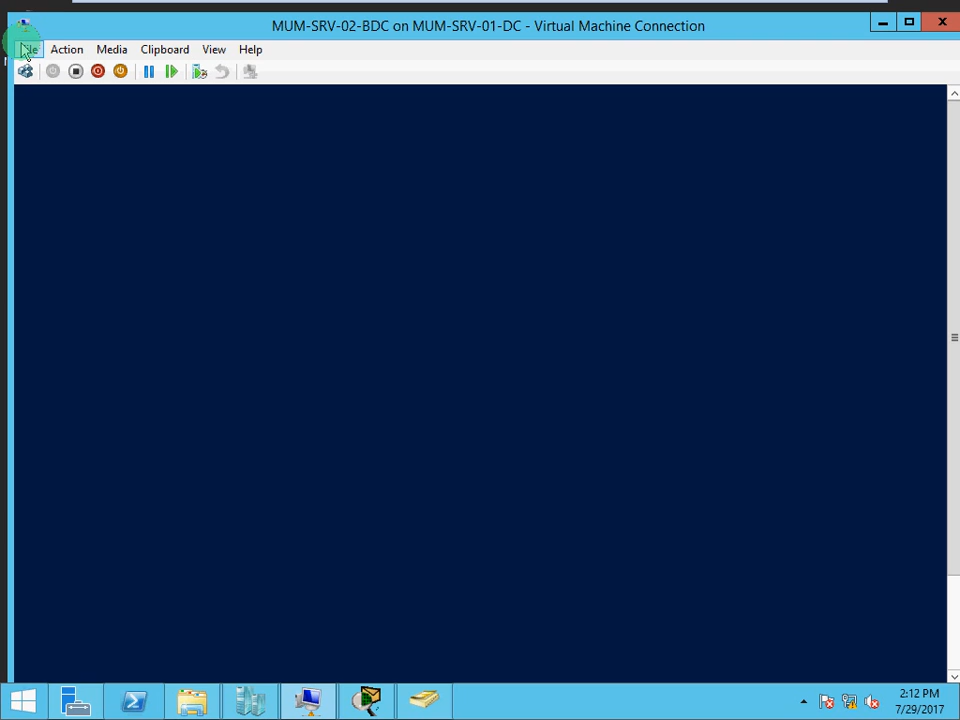 MUM-SRV-02-BDC on MUM-SRV-01-DC - Virtual Machine Connection
File Action Media Clipboard View Help
2:12 PM
7/29/2017